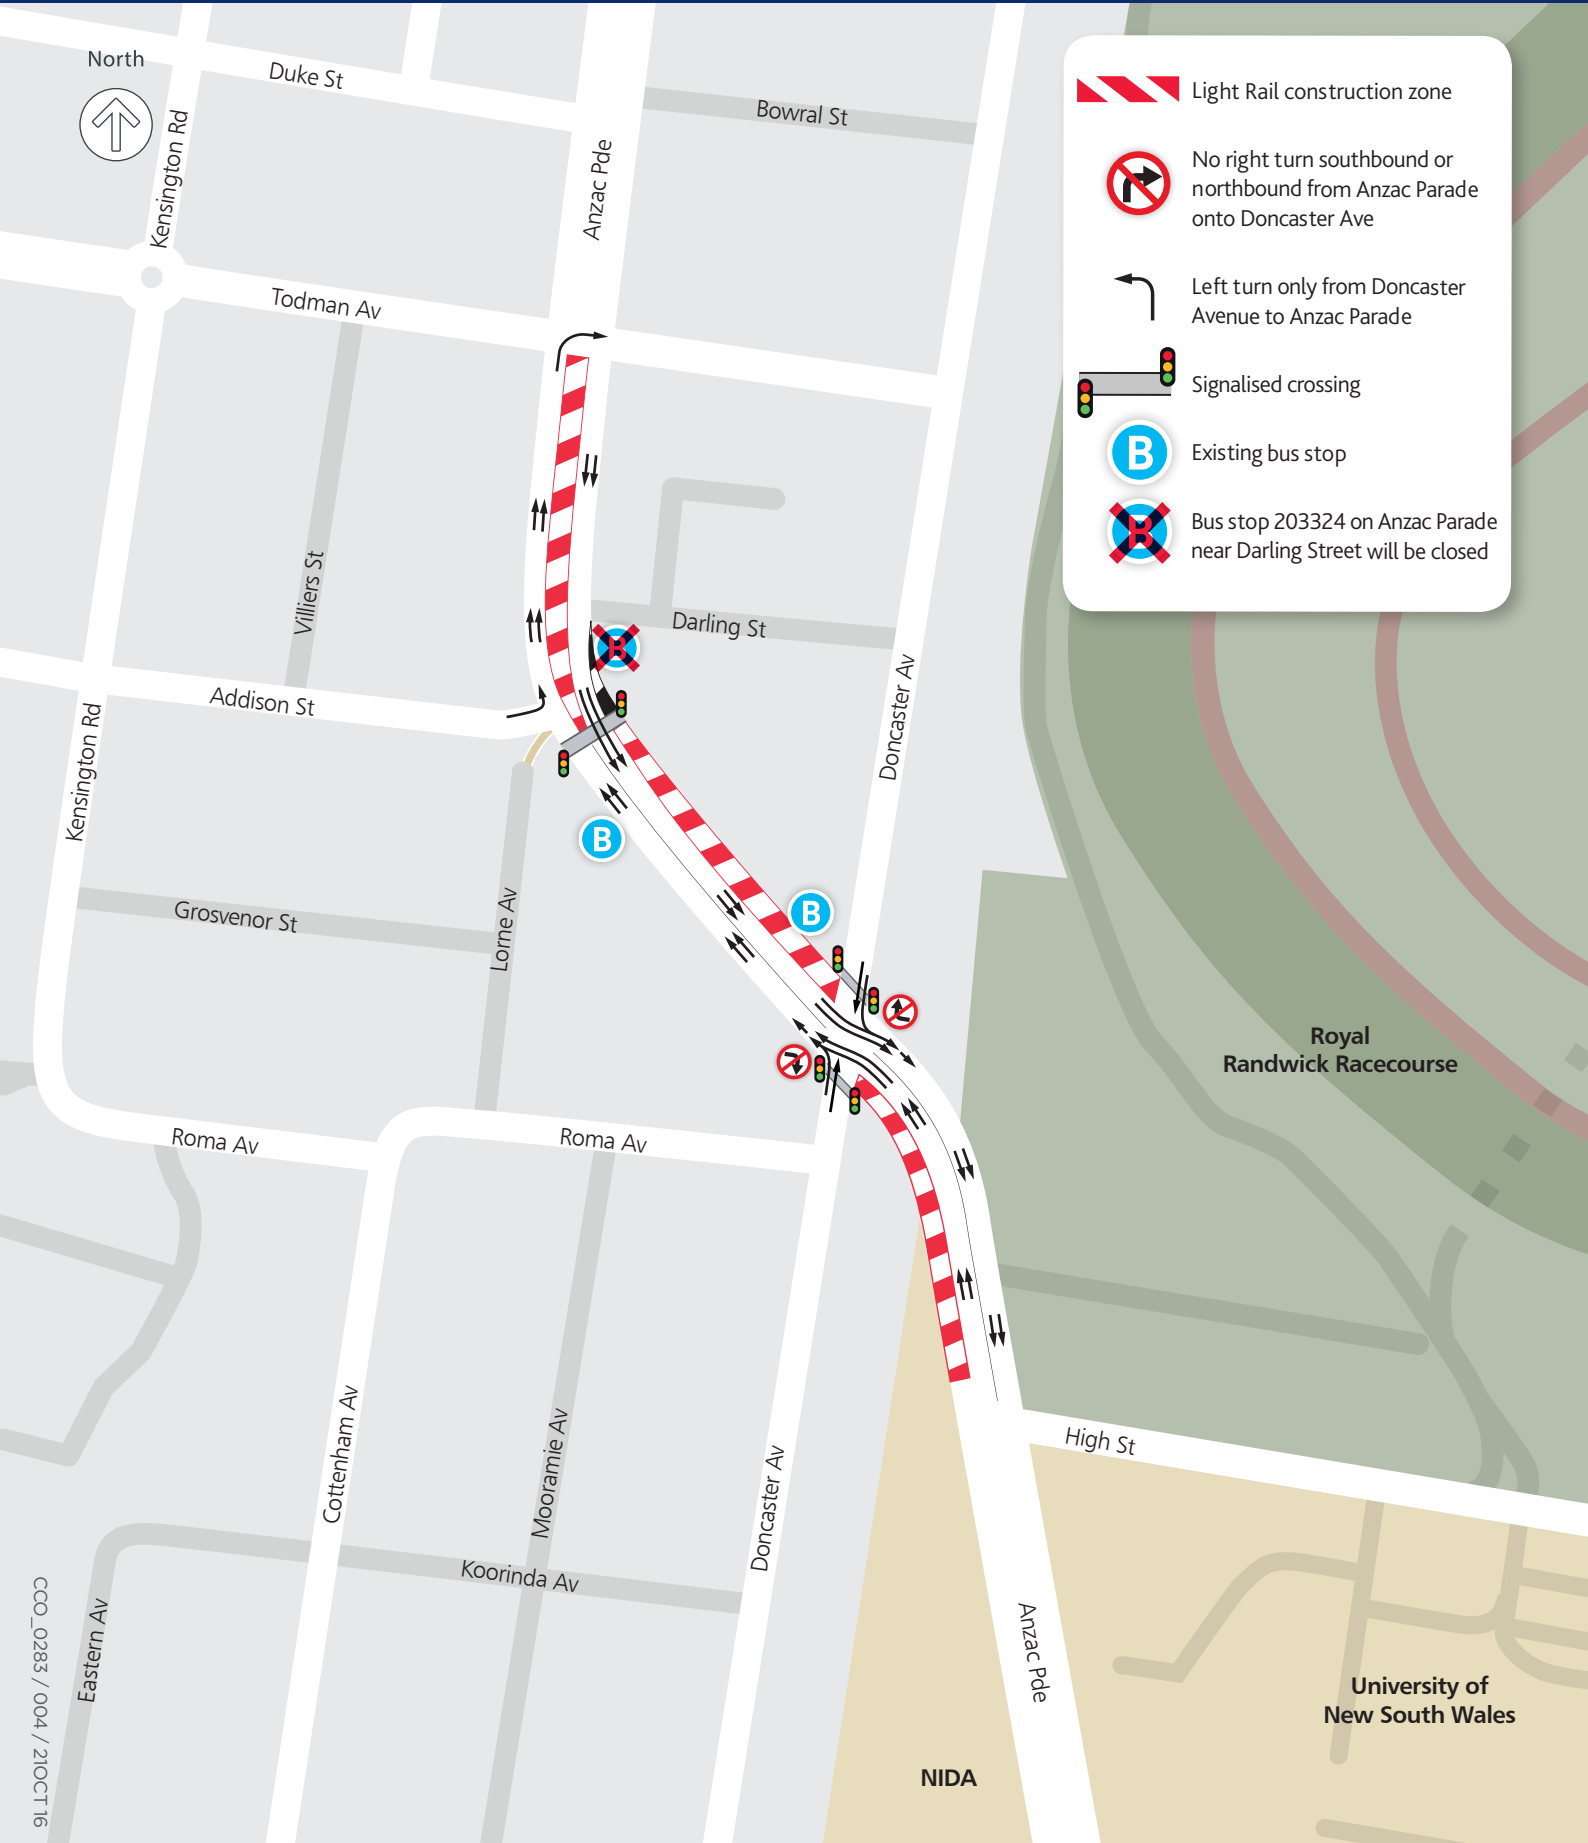 North
Duke St
Bowral St
Kensington Rd
Anzac Pde
Light Rail construction zone
No right turn southbound or
northbound from Anzac Parade
onto Doncaster Ave
Left turn only from Doncaster
Avenue to Anzac Parade
Signalised crossing
B
Existing bus stop
B
Bus stop 203324 on Anzac Parade
near Darling Street will be closed
Todman Av
Villiers St
Darling St
B
Addison St
Doncaster Av
Kensington Rd
B
Grosvenor St
Lorne Av
B
Royal
Randwick Racecourse
Roma Av
Roma Av
Cottenham Av
Mooramie Av
Doncaster Av
High St
Koorinda Av
Eastern Av
Anzac Pde
University of
New South Wales
NIDA
CCO_0283 / 004 / 21OCT 16